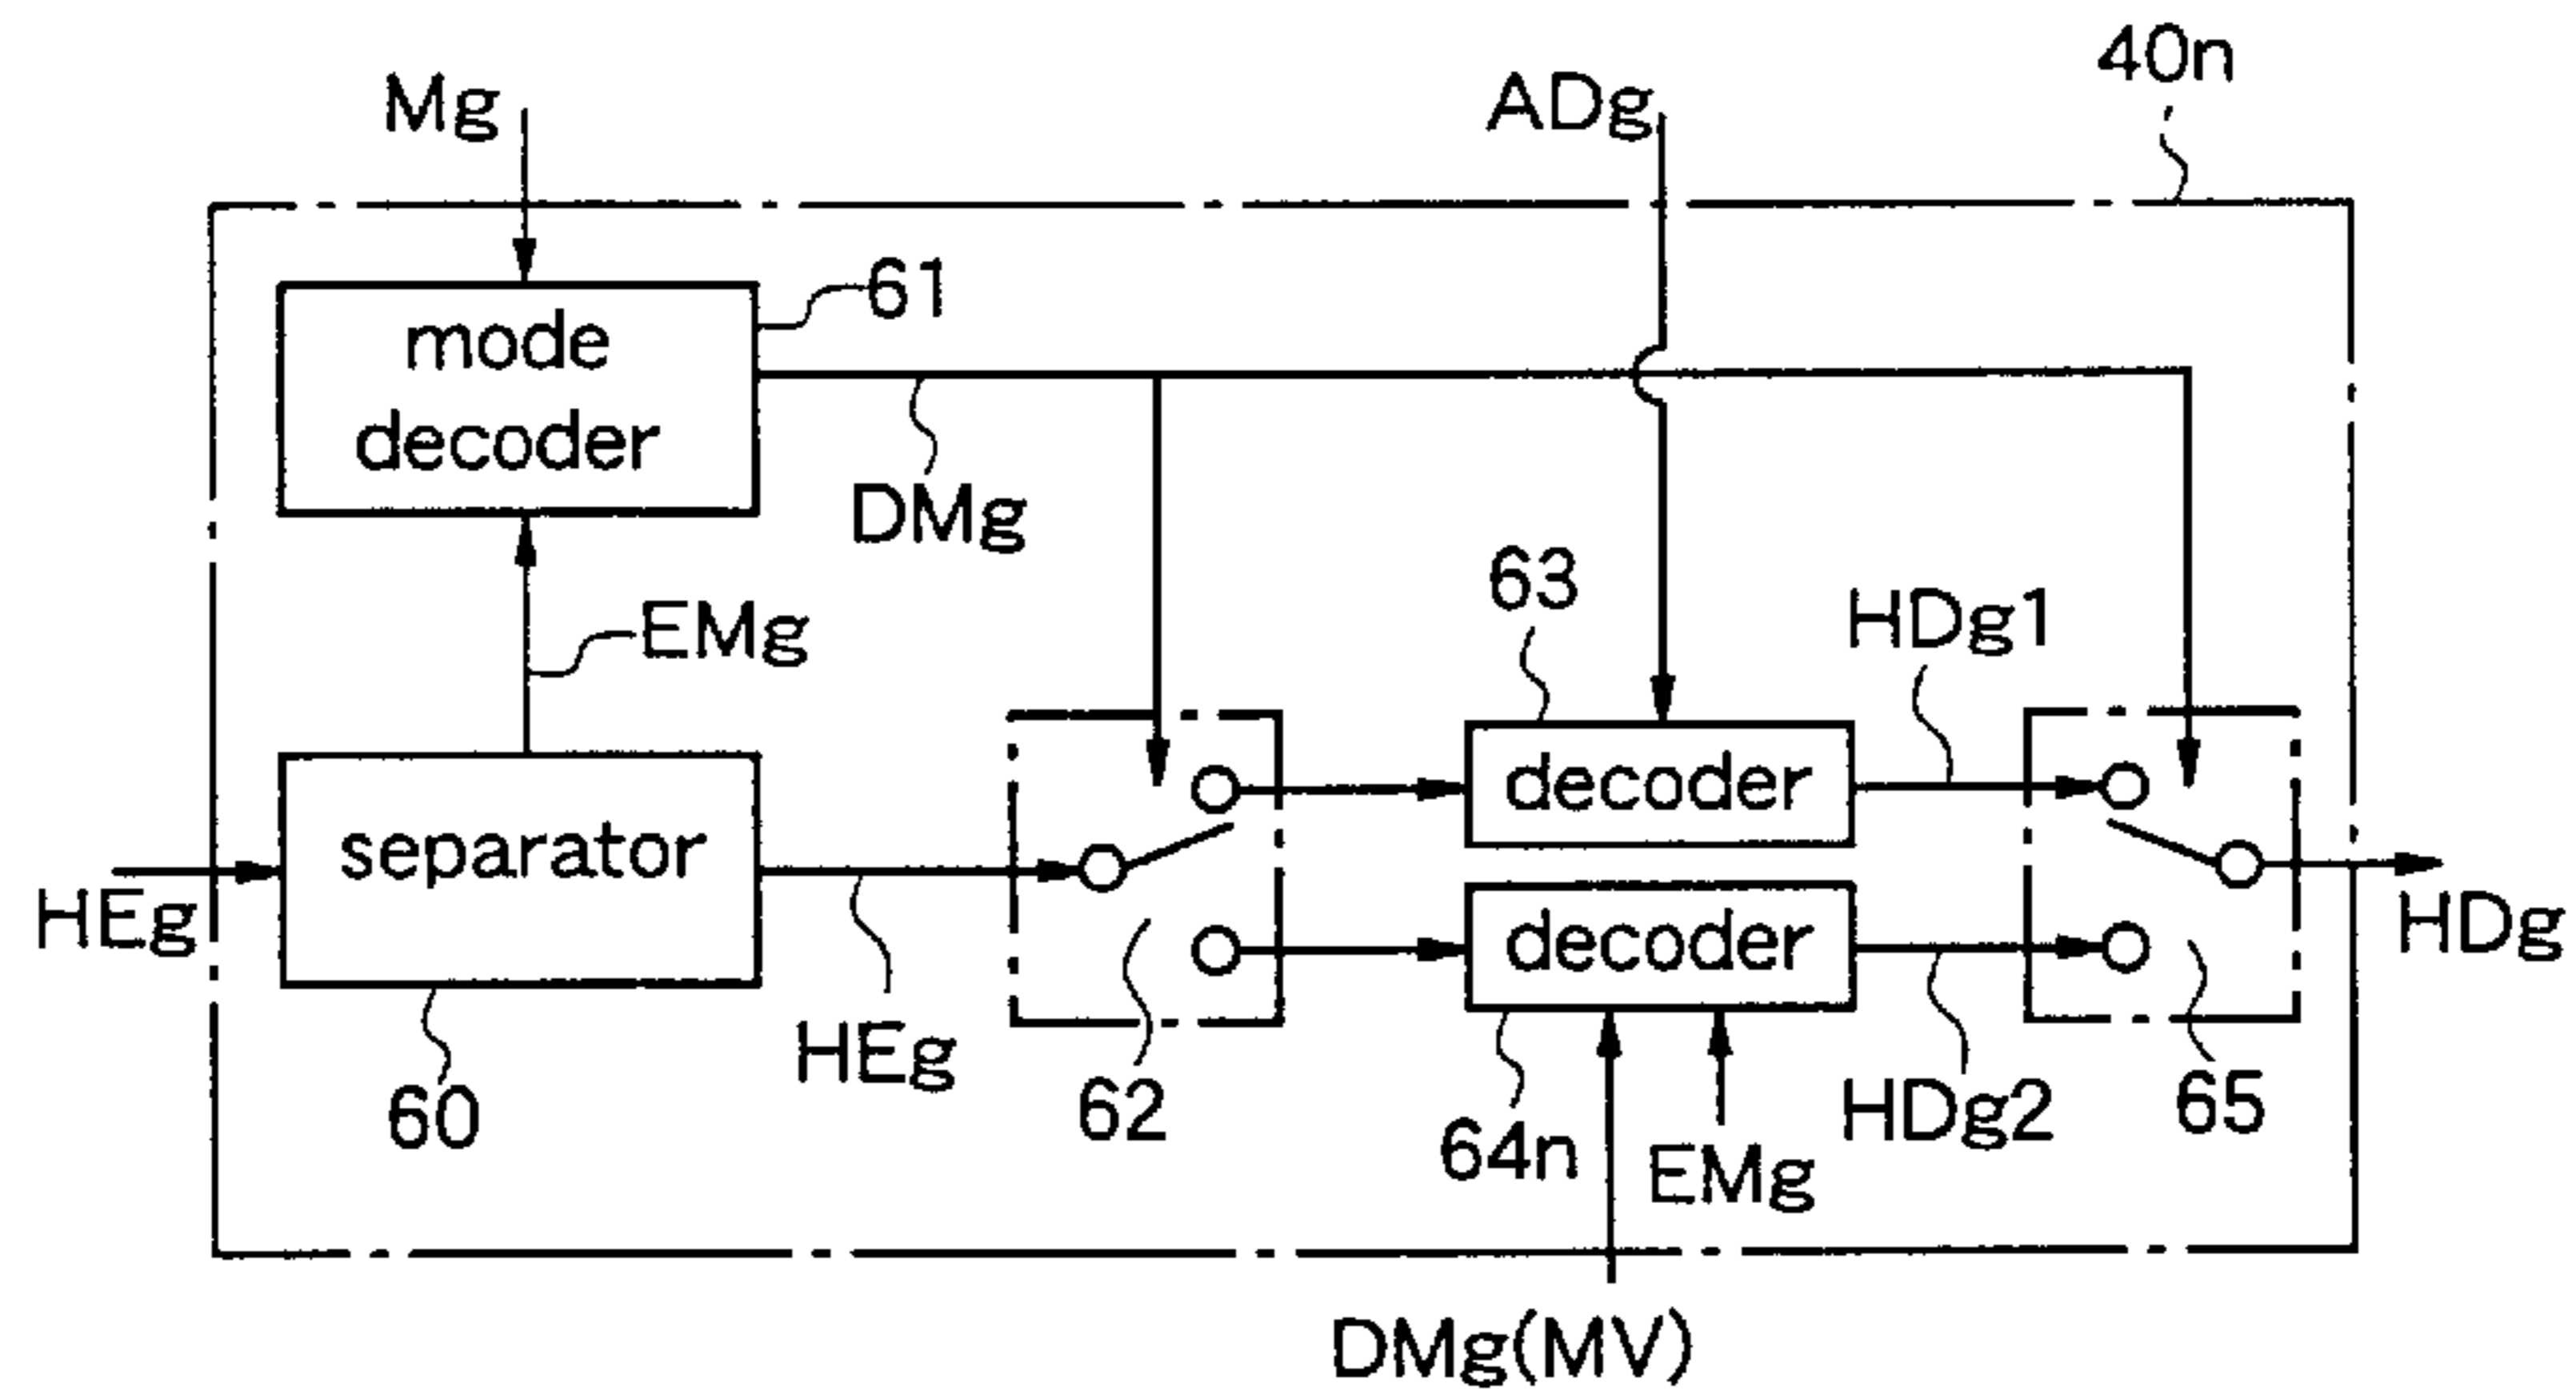 40n
Mg
ADg
61
mode
decoder
DMg
63
HDg1
EMg
decoder
separator
HEg
decoder
HDg
HEg
62
60
64n
EMg
HDg2
65
DMg(MV)